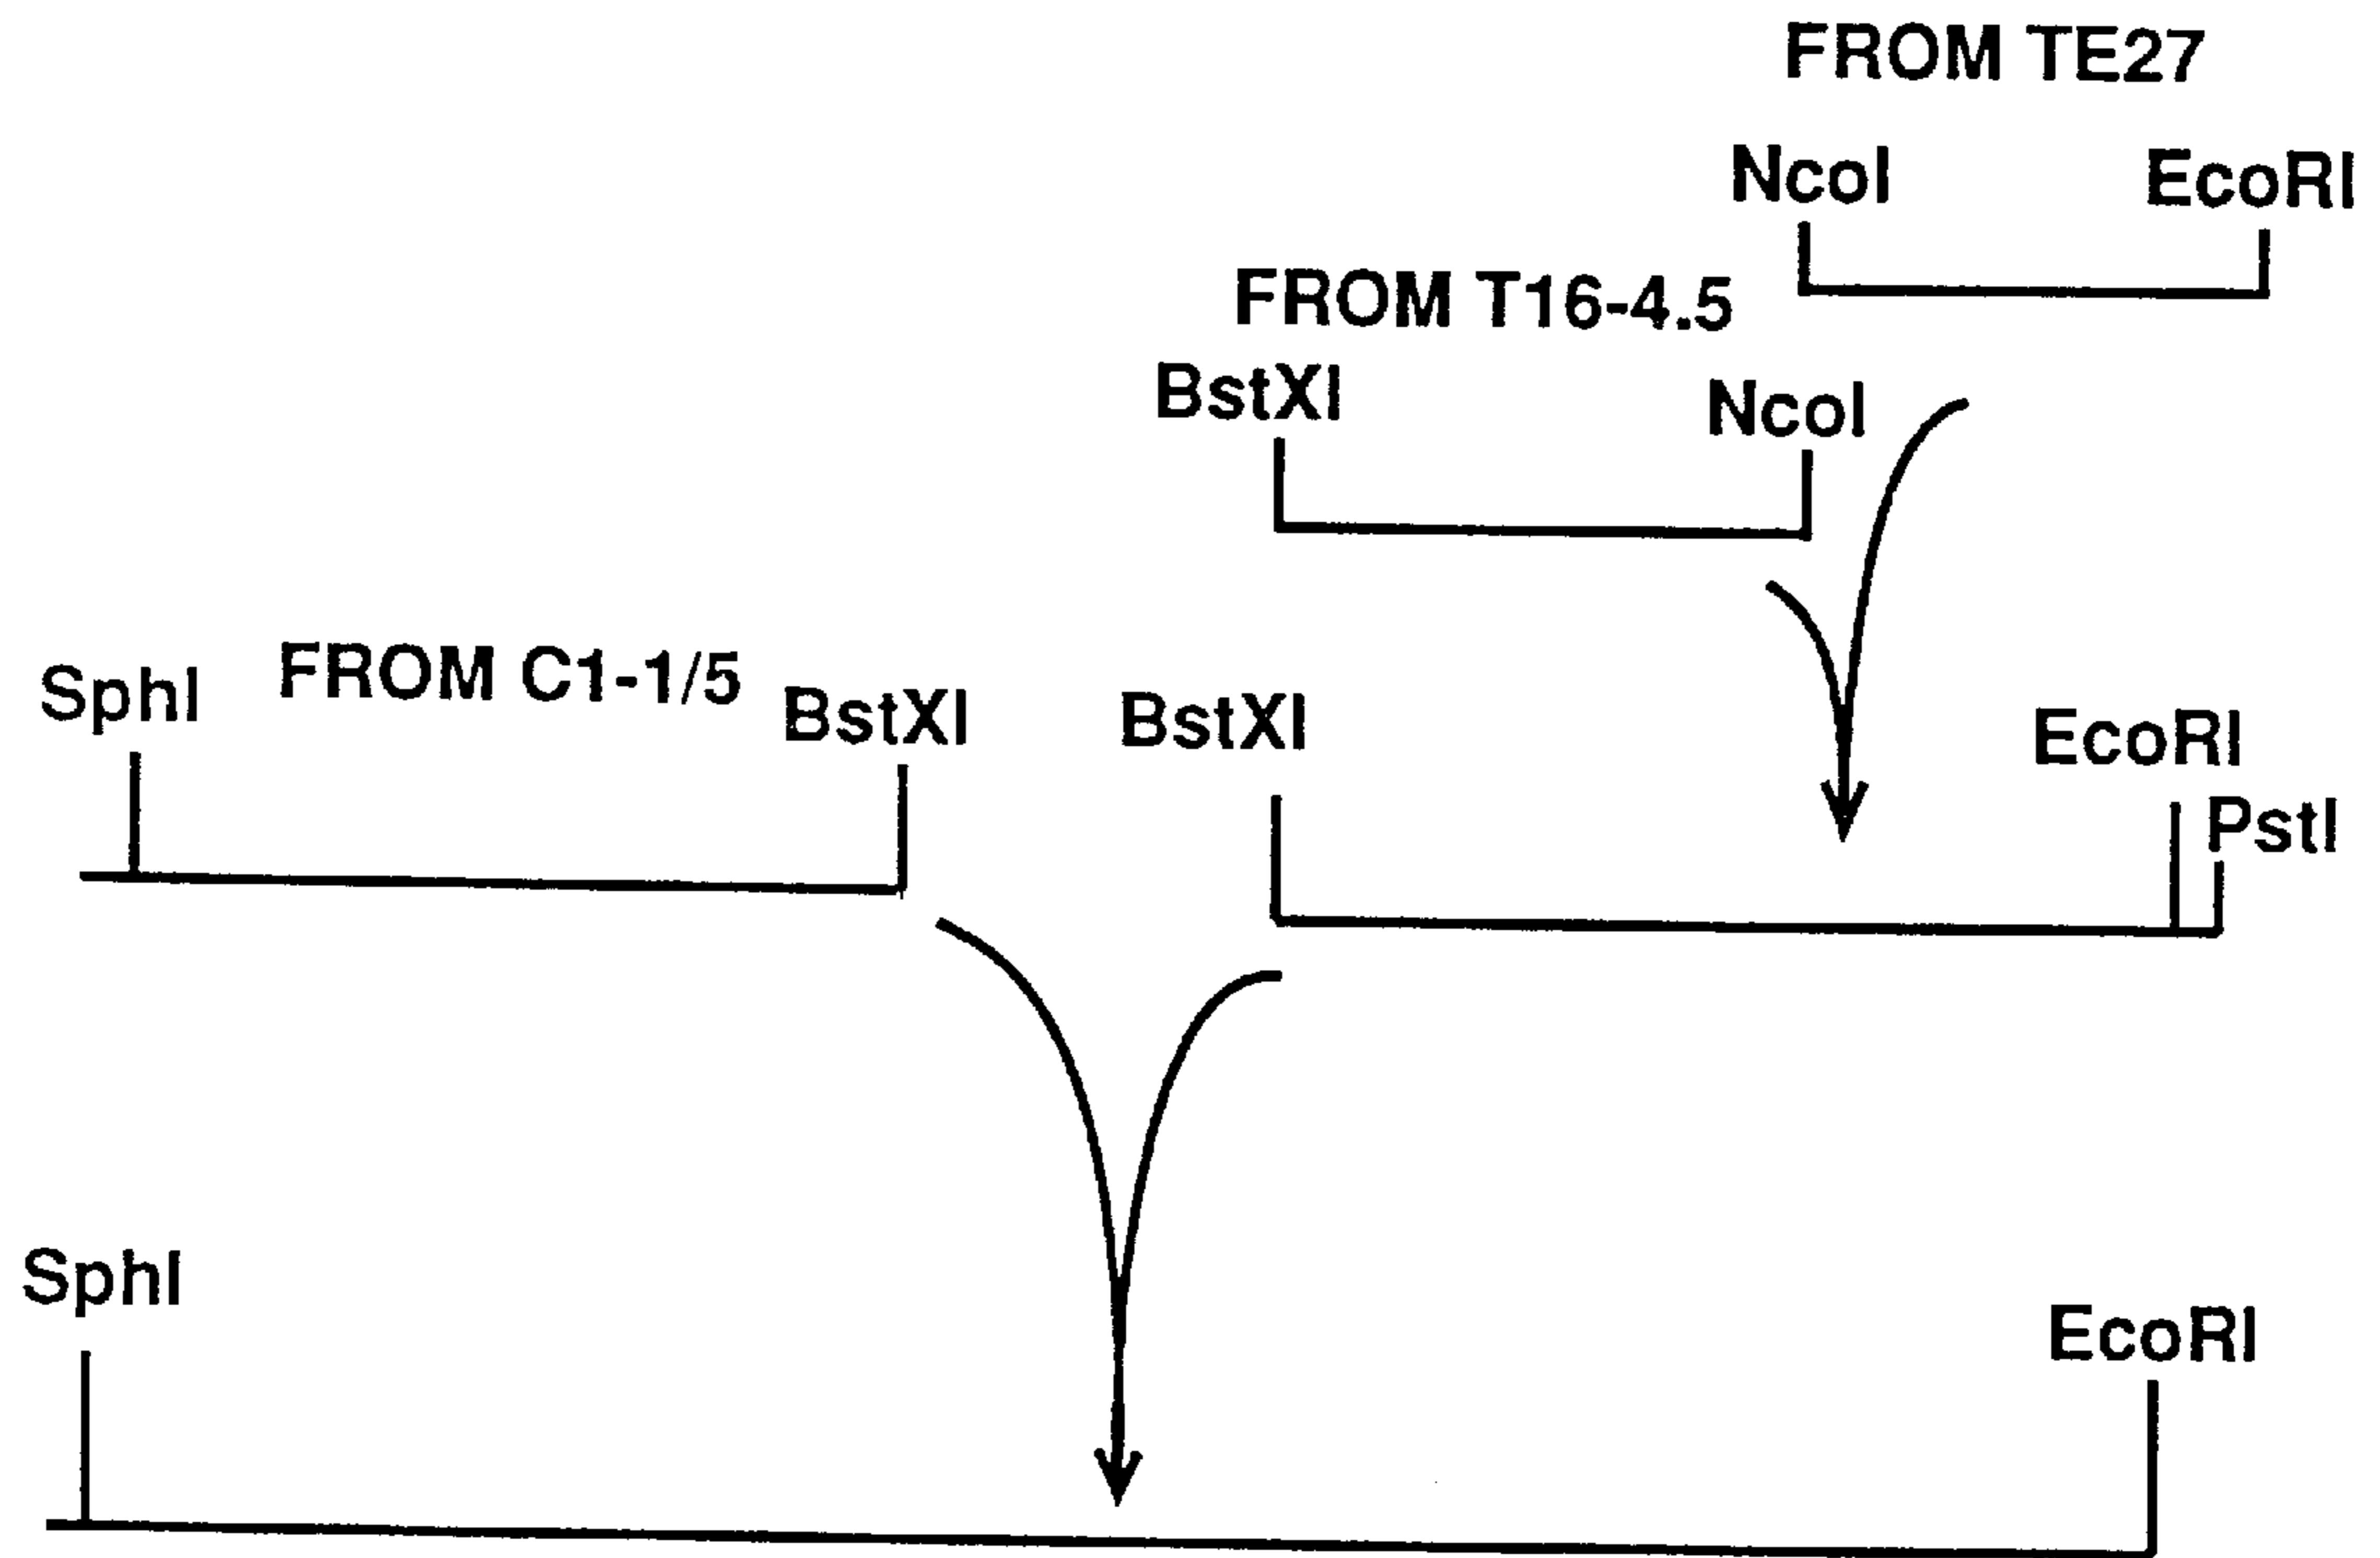 FROM TE27
NcoI
EcoRI
FROM T16-4.5
BstXI
NcoI
SphI
FROM C1-1/5
BstXI
BstXI
EcoRI
PstI
SphI
EcoRI